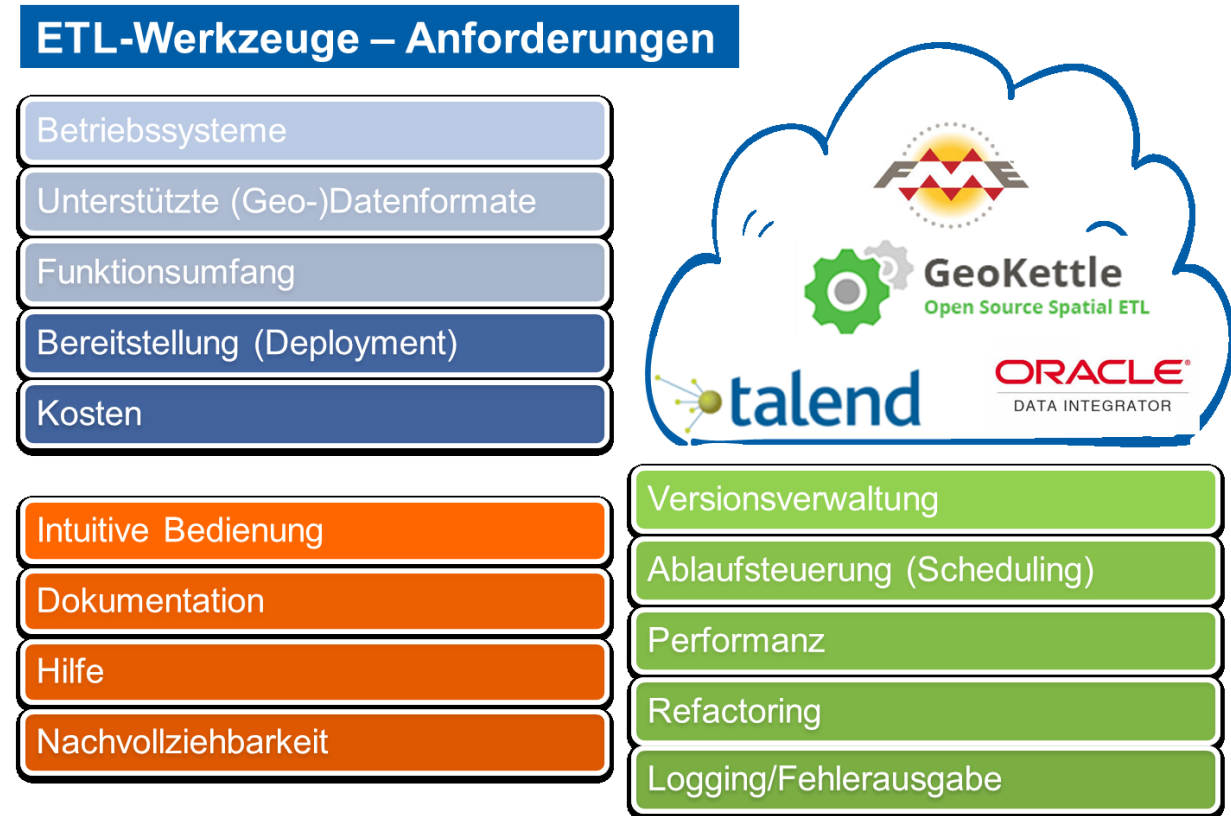 ETL-Werkzeuge – Anforderungen
Betriebssysteme
Unterstützte (Geo-)Datenformate
Funktionsumfang
Bereitstellung (Deployment)
Kosten
FME
GeoKettle
Open Source Spatial ETL
talend
ORACLE®
DATA INTEGRATOR
Intuitive Bedienung
Dokumentation
Hilfe
Nachvollziehbarkeit
Versionsverwaltung
Ablaufsteuerung (Scheduling)
Performanz
Refactoring
Logging/Fehlerausgabe